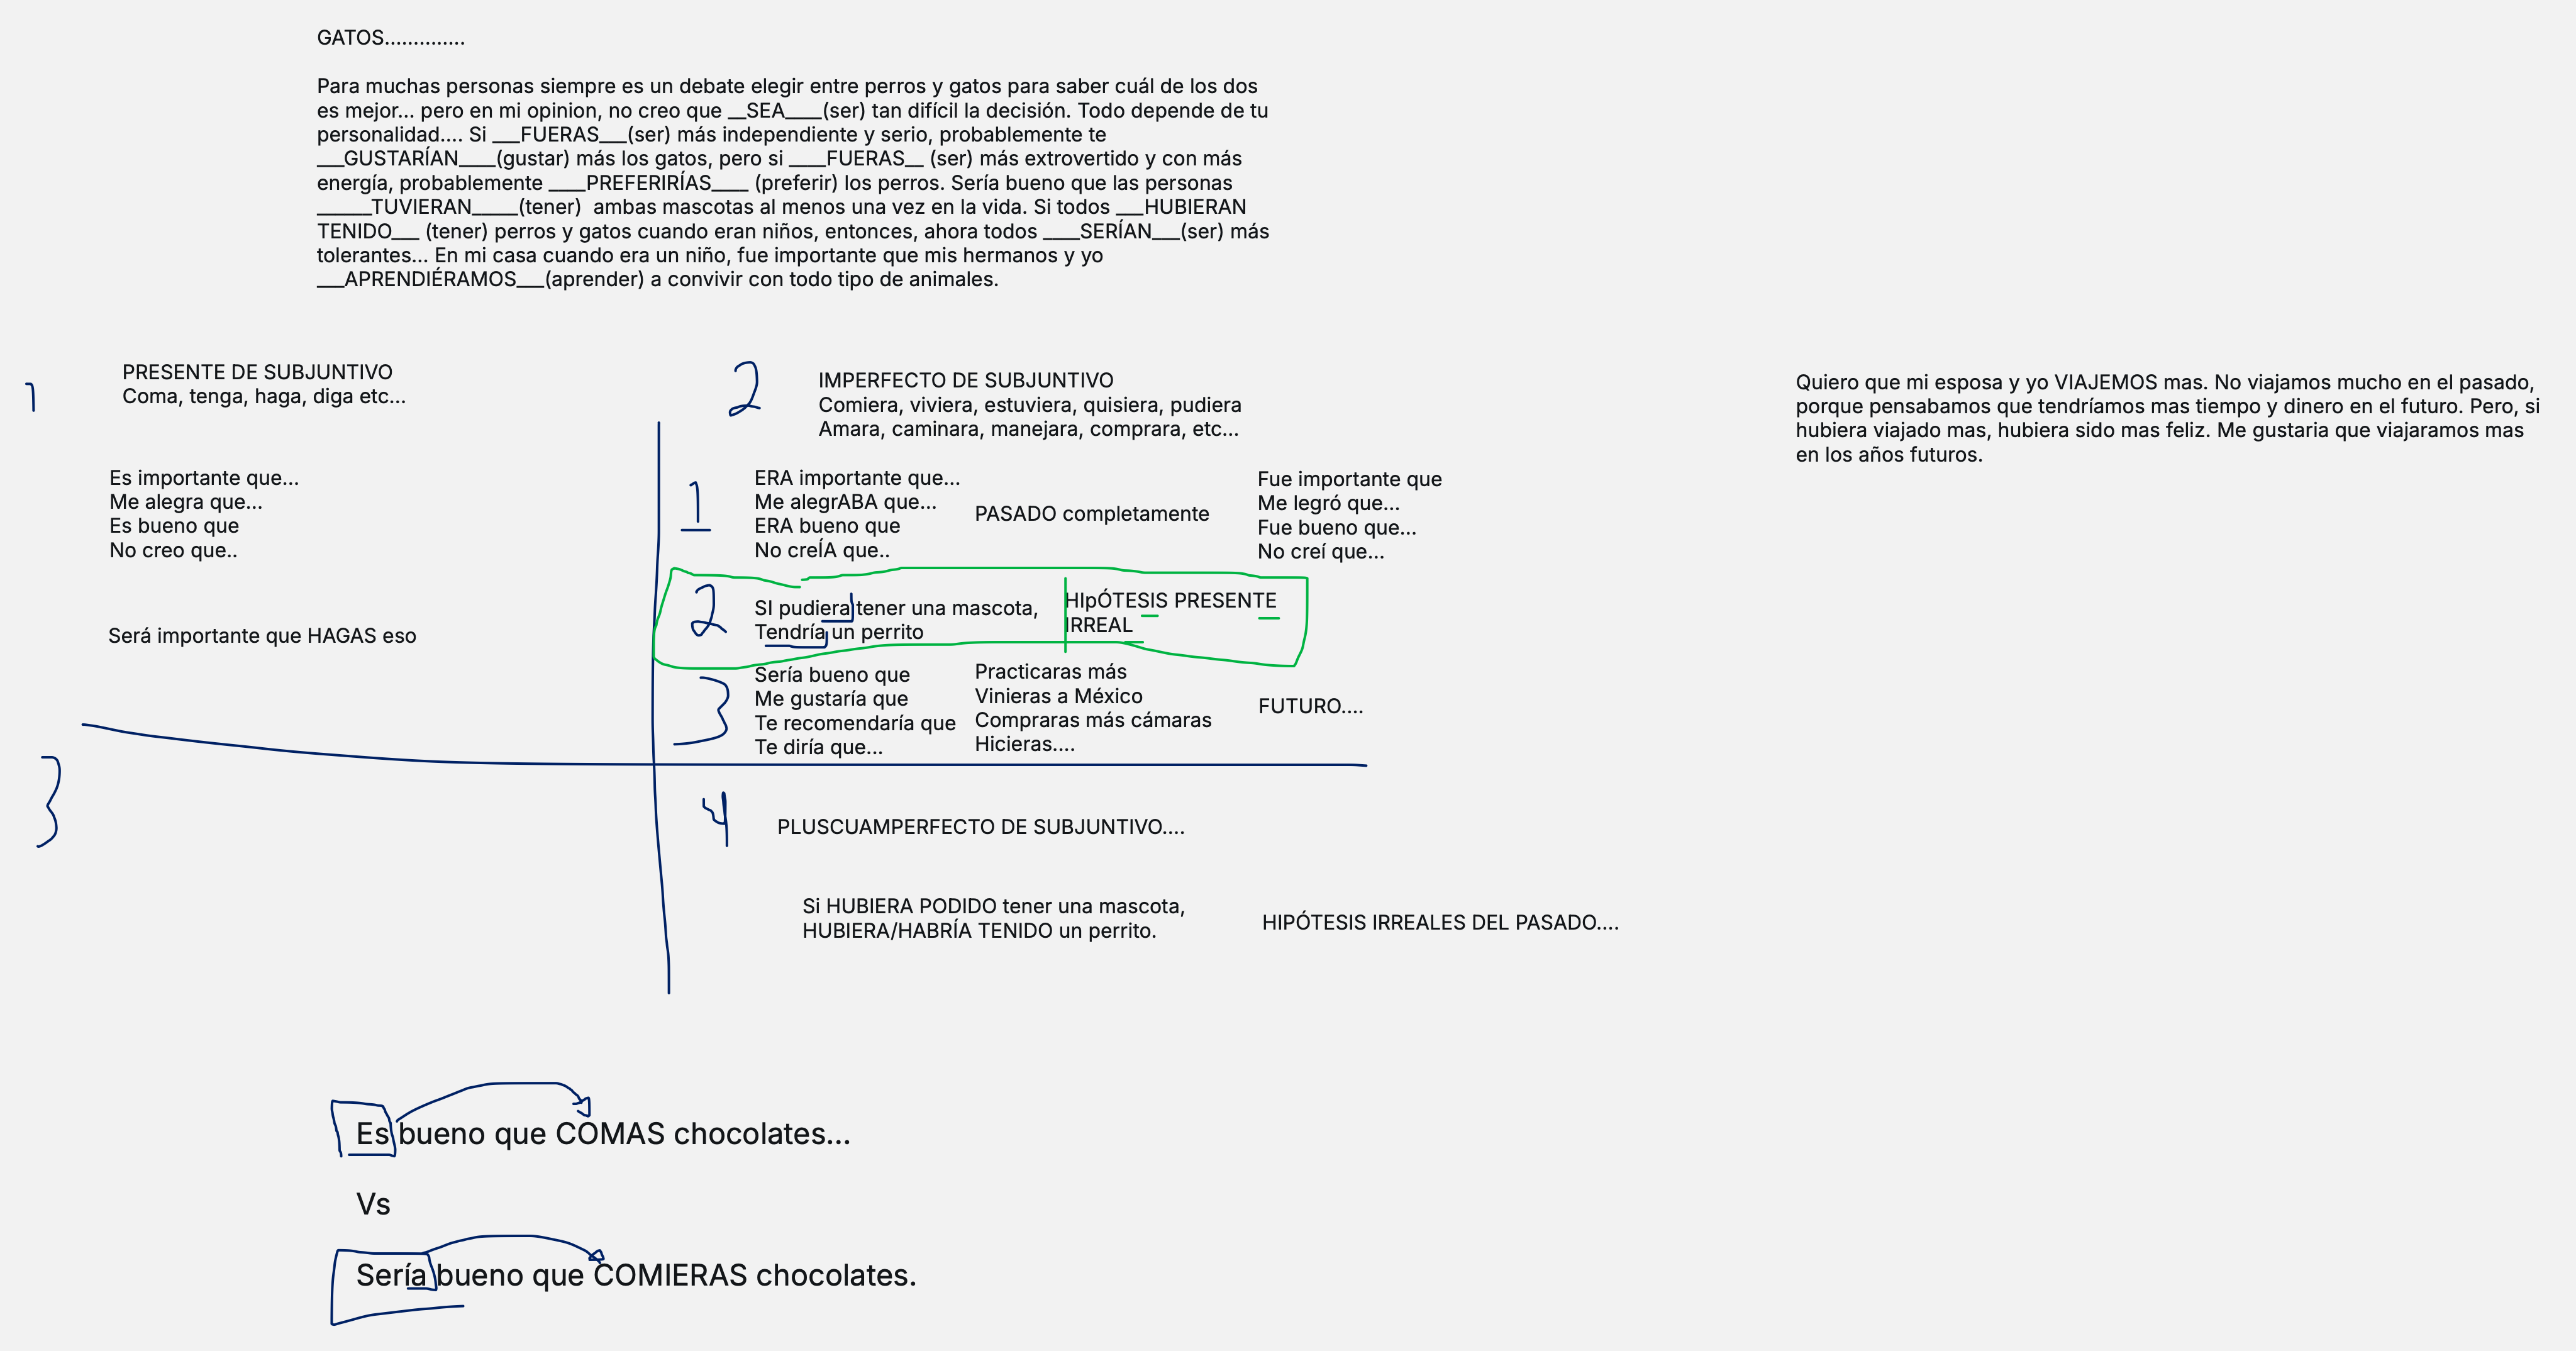 GATOS..............
Para muchas personas siempre es un debate elegir entre perros y gatos para saber cuál de los dos
es mejor... pero en mi opinion, no creo que __SEA____(ser) tan difícil la decisión. Todo depende de tu
personalidad.... Si ___FUERAS___(ser) más independiente y serio, probablemente te
___GUSTARÍAN____(gustar) más los gatos, pero si ____FUERAS__ (ser) más extrovertido y con más
energía, probablemente ____PREFERIRÍAS____ (preferir) los perros. Sería bueno que las personas
______TUVIERAN_____(tener)  ambas mascotas al menos una vez en la vida. Si todos ___HUBIERAN
TENIDO___ (tener) perros y gatos cuando eran niños, entonces, ahora todos ____SERÍAN___(ser) más
tolerantes... En mi casa cuando era un niño, fue importante que mis hermanos y yo
___APRENDIÉRAMOS___(aprender) a convivir con todo tipo de animales.
1
PRESENTE DE SUBJUNTIVO
Coma, tenga, haga, diga etc...
Es importante que...
Me alegra que...
Es bueno que
No creo que..
Será importante que HAGAS eso
2
IMPERFECTO DE SUBJUNTIVO
Comiera, viviera, estuviera, quisiera, pudiera
Amara, caminara, manejara, comprara, etc...
1
ERA importante que...
Me alegrABA que...
ERA bueno que
No creÍA que..
PASADO completamente
Fue importante que
Me legró que...
Fue bueno que...
No creí que...
2
SI pudiera tener una mascota,
Tendría un perrito
HIpÓTESIS PRESENTE
IRREAL
3
Sería bueno que
Me gustaría que
Te recomendaría que
Te diría que...
Practicaras más
Vinieras a México
Compraras más cámaras
Hicieras....
FUTURO....
Quiero que mi esposa y yo VIAJEMOS mas. No viajamos mucho en el pasado,
porque pensabamos que tendríamos mas tiempo y dinero en el futuro. Pero, si
hubiera viajado mas, hubiera sido mas feliz. Me gustaria que viajaramos mas
en los años futuros.
3
4
PLUSCUAMPERFECTO DE SUBJUNTIVO....
Si HUBIERA PODIDO tener una mascota,
HUBIERA/HABRÍA TENIDO un perrito.
HIPÓTESIS IRREALES DEL PASADO....
Es bueno que COMAS chocolates...
Vs
Sería bueno que COMIERAS chocolates.